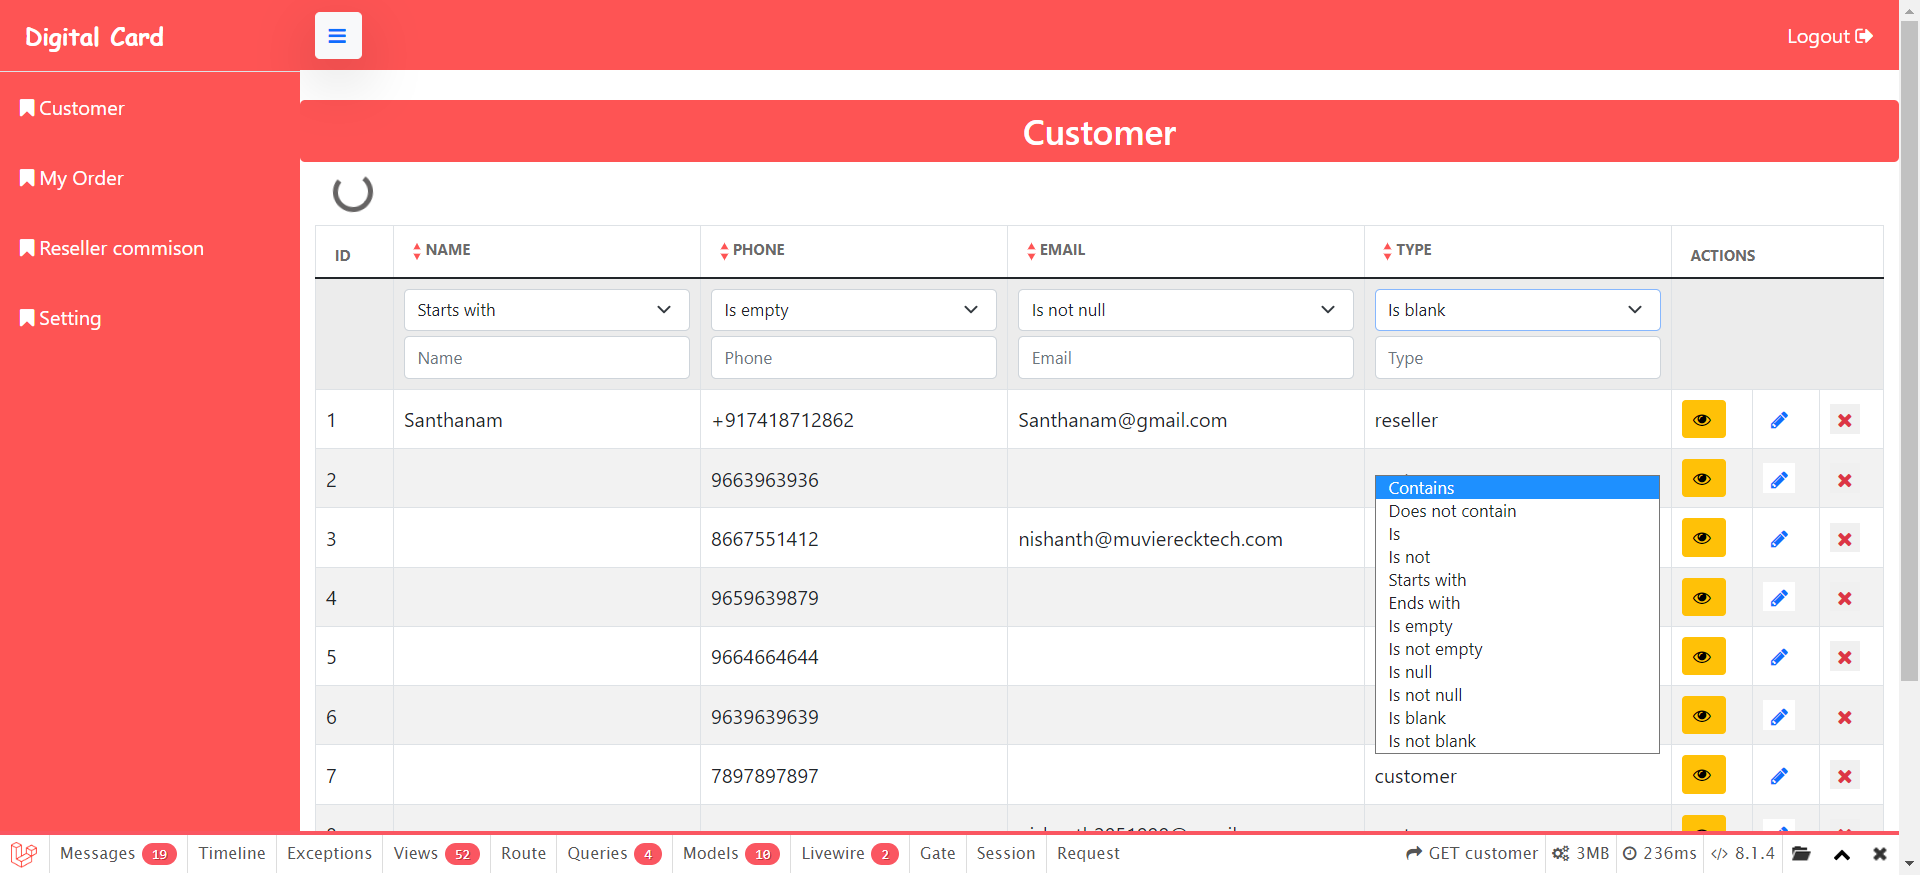 Digital Card
Logout
Customer
My Order
Reseller commison
Setting
Customer
ID NAME PHONE EMAIL TYPE ACTIONS
Starts with Is empty Is not null Is blank
Name Phone Email Type
1 Santhanam +917418712862 Santhanam@gmail.com reseller
2 9663963936
3 8667551412 nishanth@muvierecktech.com
4 9659639879
5 9664664644
6 9639639639
7 7897897897 customer
Contains
Does not contain
Is
Is not
Starts with
Ends with
Is empty
Is not empty
Is null
Is not null
Is blank
Is not blank
Messages 19 Timeline Exceptions Views 52 Route Queries 4 Models 10 Livewire 2 Gate Session Request GET customer 3MB 236ms 8.1.4